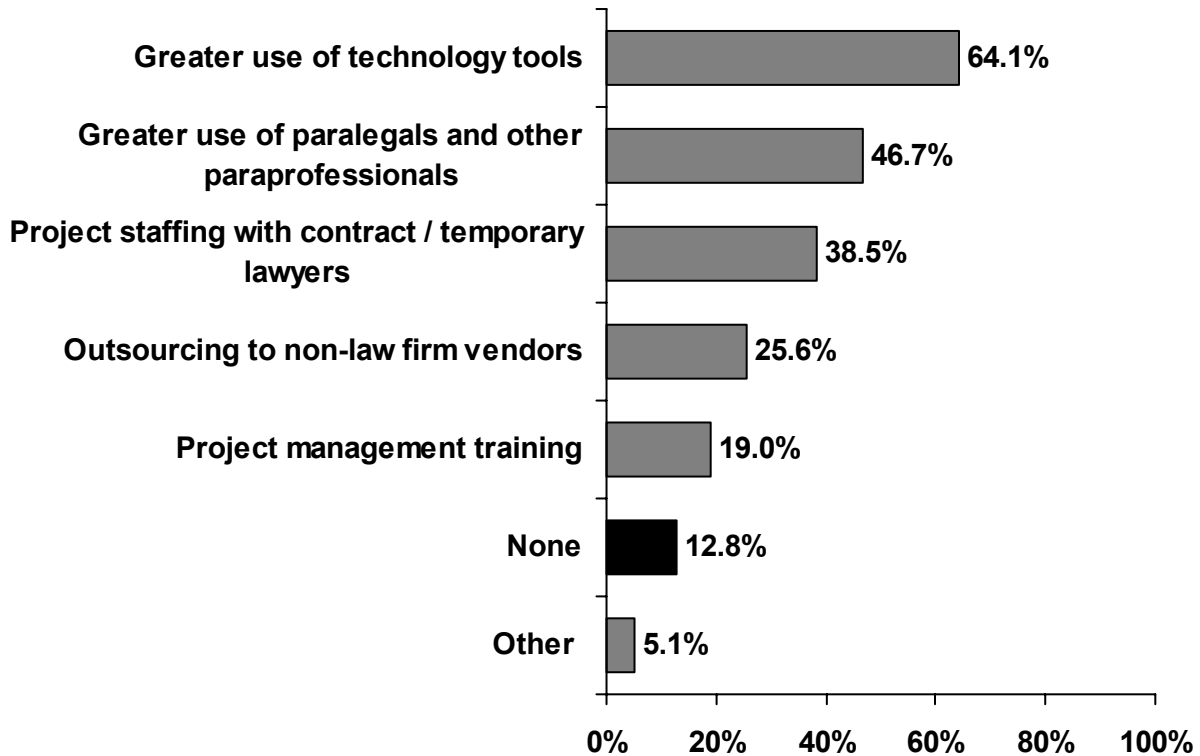 Greater use of technology tools
64.1%
Greater use of paralegals and other
paraprofessionals
46.7%
Project staffing with contract / temporary
lawyers
38.5%
Outsourcing to non-law firm vendors
25.6%
Project management training
19.0%
None
12.8%
Other
5.1%
0% 20% 40% 60% 80% 100%